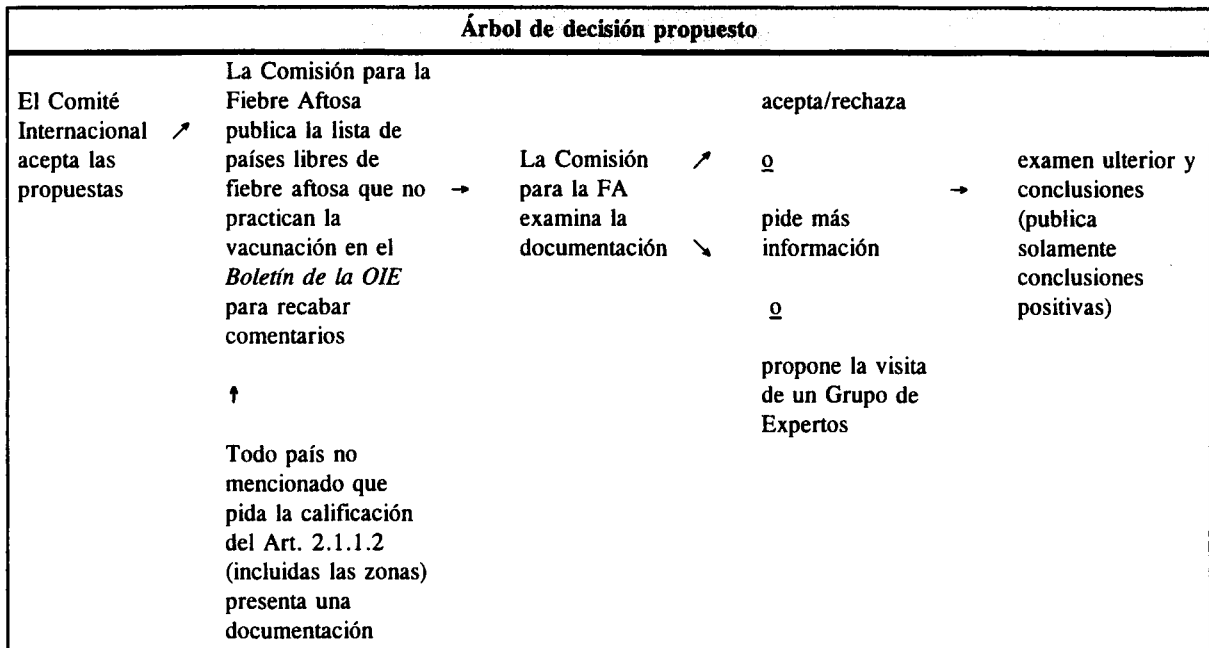 Árbol de decisión propuesto
El Comité
Internacional ↗
acepta las
propuestas
La Comisión para la
Fiebre Aftosa
publica la lista de
países libres de
fiebre aftosa que no →
practican la
vacunación en el
Boletín de la OIE
para recabar
comentarios
↑
Todo país no
mencionado que
pida la calificación
del Art. 2.1.1.2
(incluidas las zonas)
presenta una
documentación
La Comisión ↗
para la FA
examina la
documentación ↘
acepta/rechaza
o
→
pide más
información
o
propone la visita
de un Grupo de
Expertos
examen ulterior y
conclusiones
(publica
solamente
conclusiones
positivas)